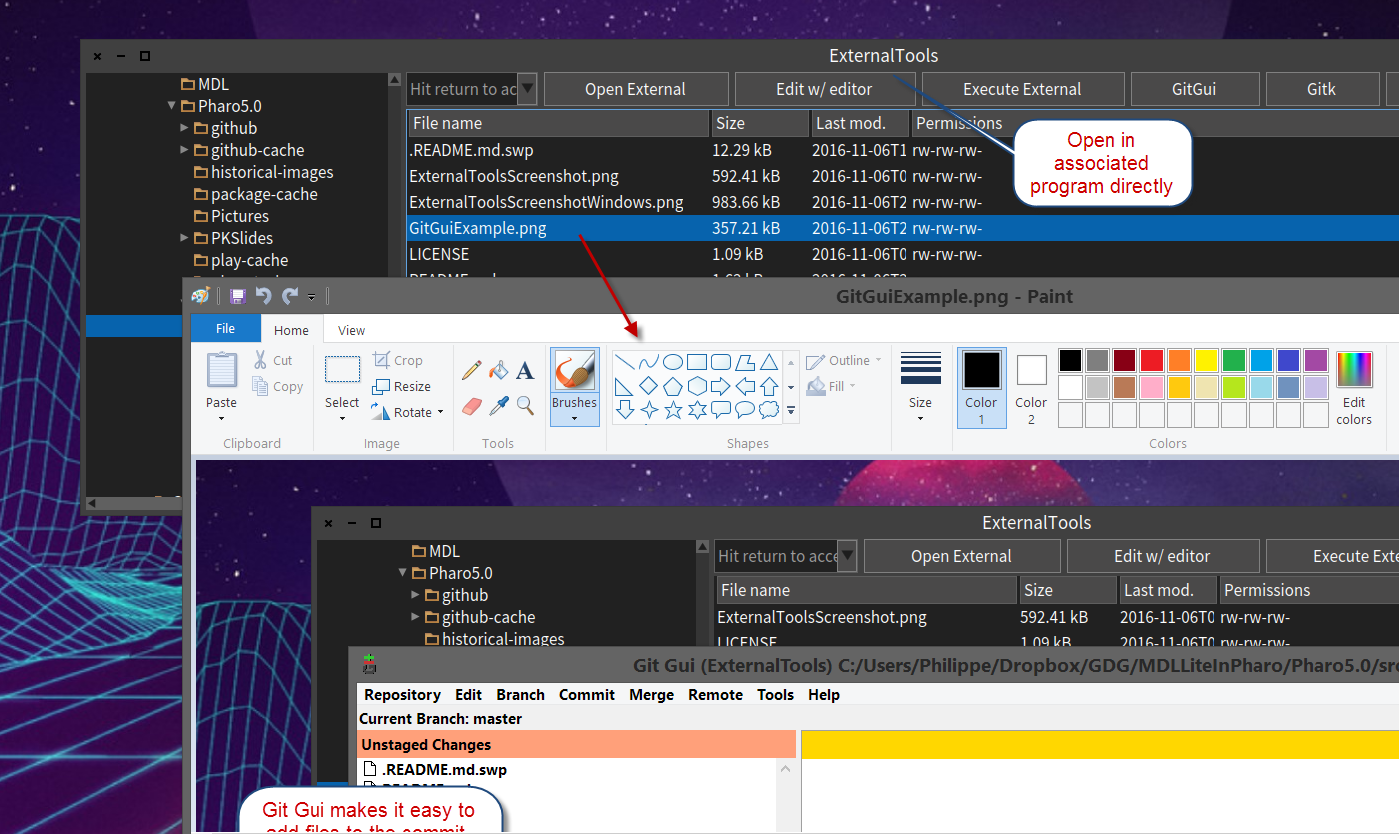 ExternalTools
MDL
Pharo5.0
github
github-cache
historical-images
package-cache
Pictures
PKSlides
play-cache
Hit return to ac
Open External
Edit w/ editor
Execute External
GitGui
Gitk
File name Size Last mod. Permissions
.README.md.swp 12.29 kB 2016-11-06T1 rw-rw-rw-
ExternalToolsScreenshot.png 592.41 kB 2016-11-06T0 rw-rw-rw-
ExternalToolsScreenshotWindows.png 983.66 kB 2016-11-06T2 rw-rw-rw-
GitGuiExample.png 357.21 kB 2016-11-06T2 rw-rw-rw-
LICENSE 1.09 kB 2016-11-06T0 rw-rw-rw-
Open in
associated
program directly
GitGuiExample.png - Paint
File Home View
Paste
Cut
Copy
Clipboard
Select
Crop
Resize
Rotate
Image
A
Tools
Brushes
Outline
Fill
Shapes
Size
Color
1
Color
2
Edit
colors
Colors
ExternalTools
MDL
Pharo5.0
github
github-cache
historical-images
Hit return to acce
Open External
Edit w/ editor
Execute Exte
File name Size Last mod. Permissions
ExternalToolsScreenshot.png 592.41 kB 2016-11-06T0 rw-rw-rw-
LICENSE 1.09 kB 2016-11-06T0 rw-rw-rw-
Git Gui (ExternalTools) C:/Users/Philippe/Dropbox/GDG/MDLLiteInPharo/Pharo5.0/src
Repository Edit Branch Commit Merge Remote Tools Help
Current Branch: master
Unstaged Changes
.README.md.swp
Git Gui makes it easy to
add files to the commit